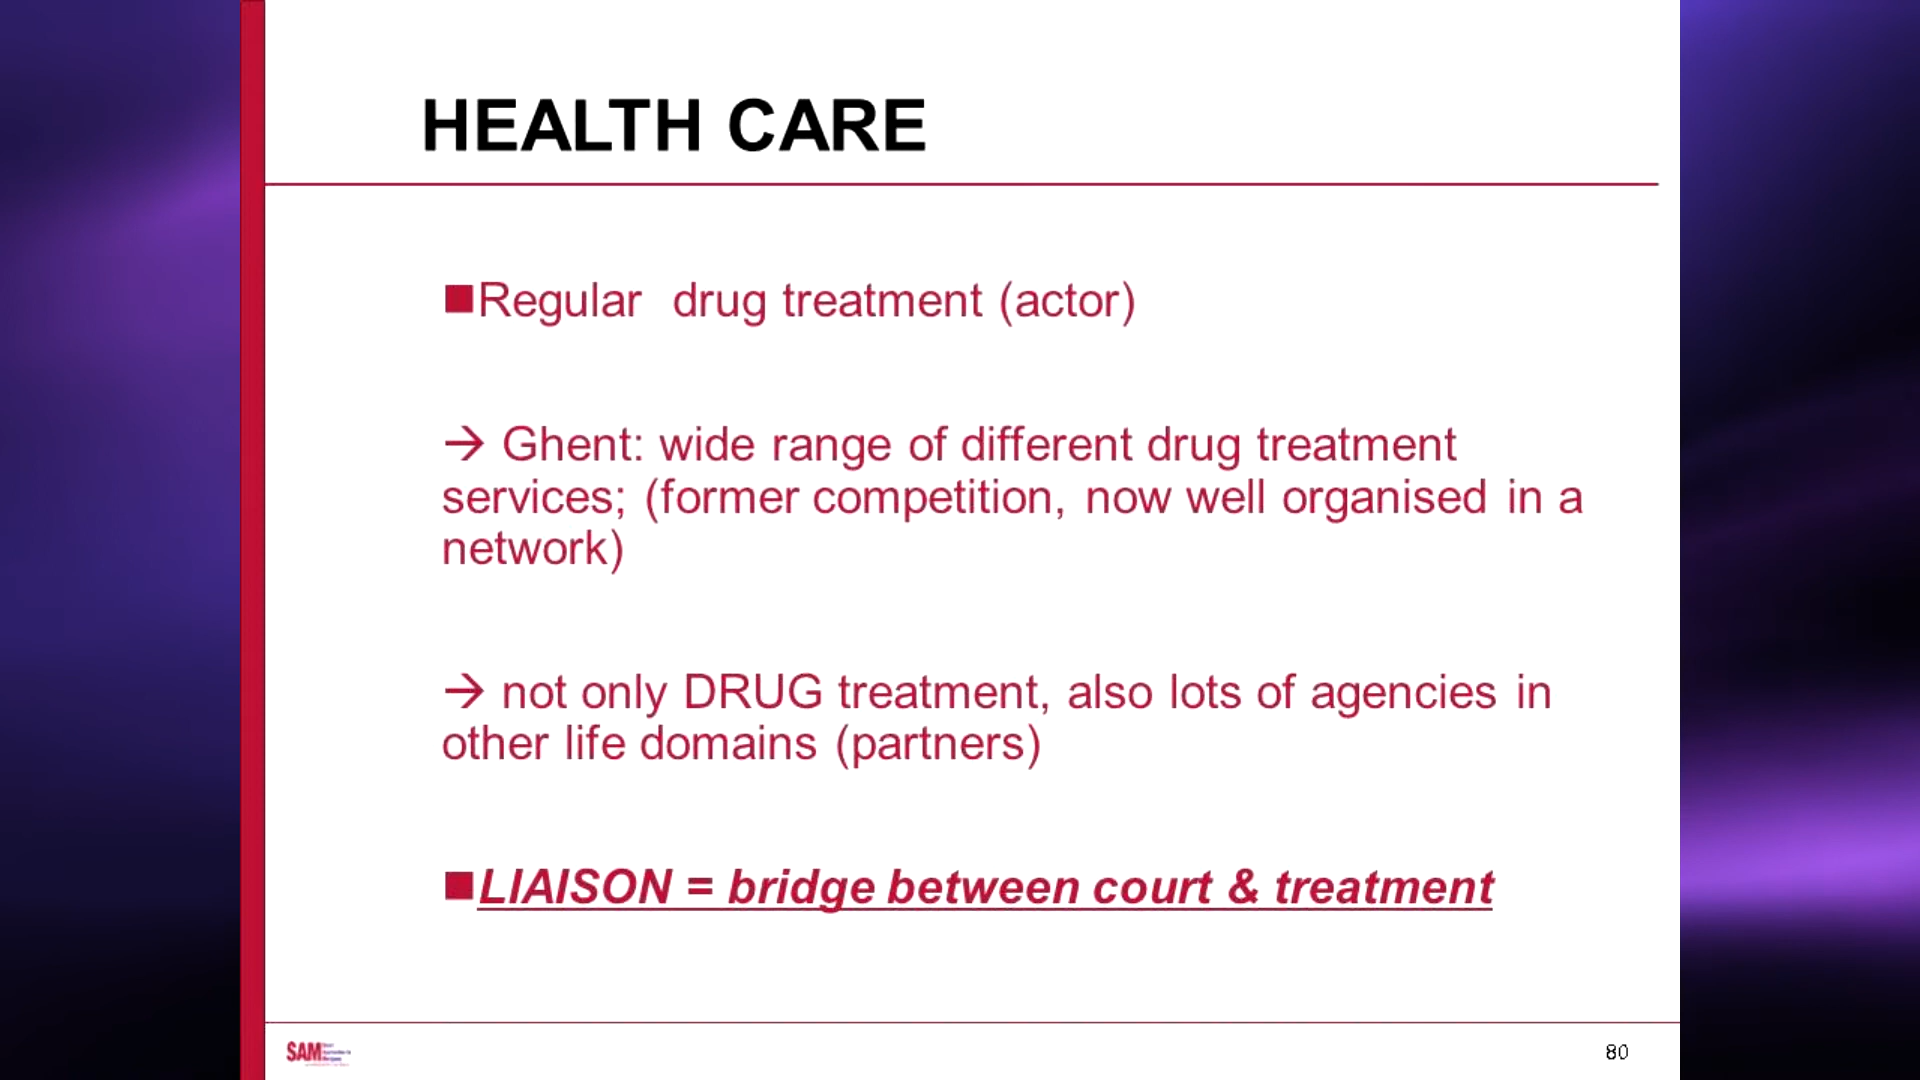 HEALTH CARE
■Regular drug treatment (actor)
→ Ghent: wide range of different drug treatment
services; (former competition, now well organised in a
network)
→ not only DRUG treatment, also lots of agencies in
other life domains (partners)
■LIAISON = bridge between court & treatment
SAM
80